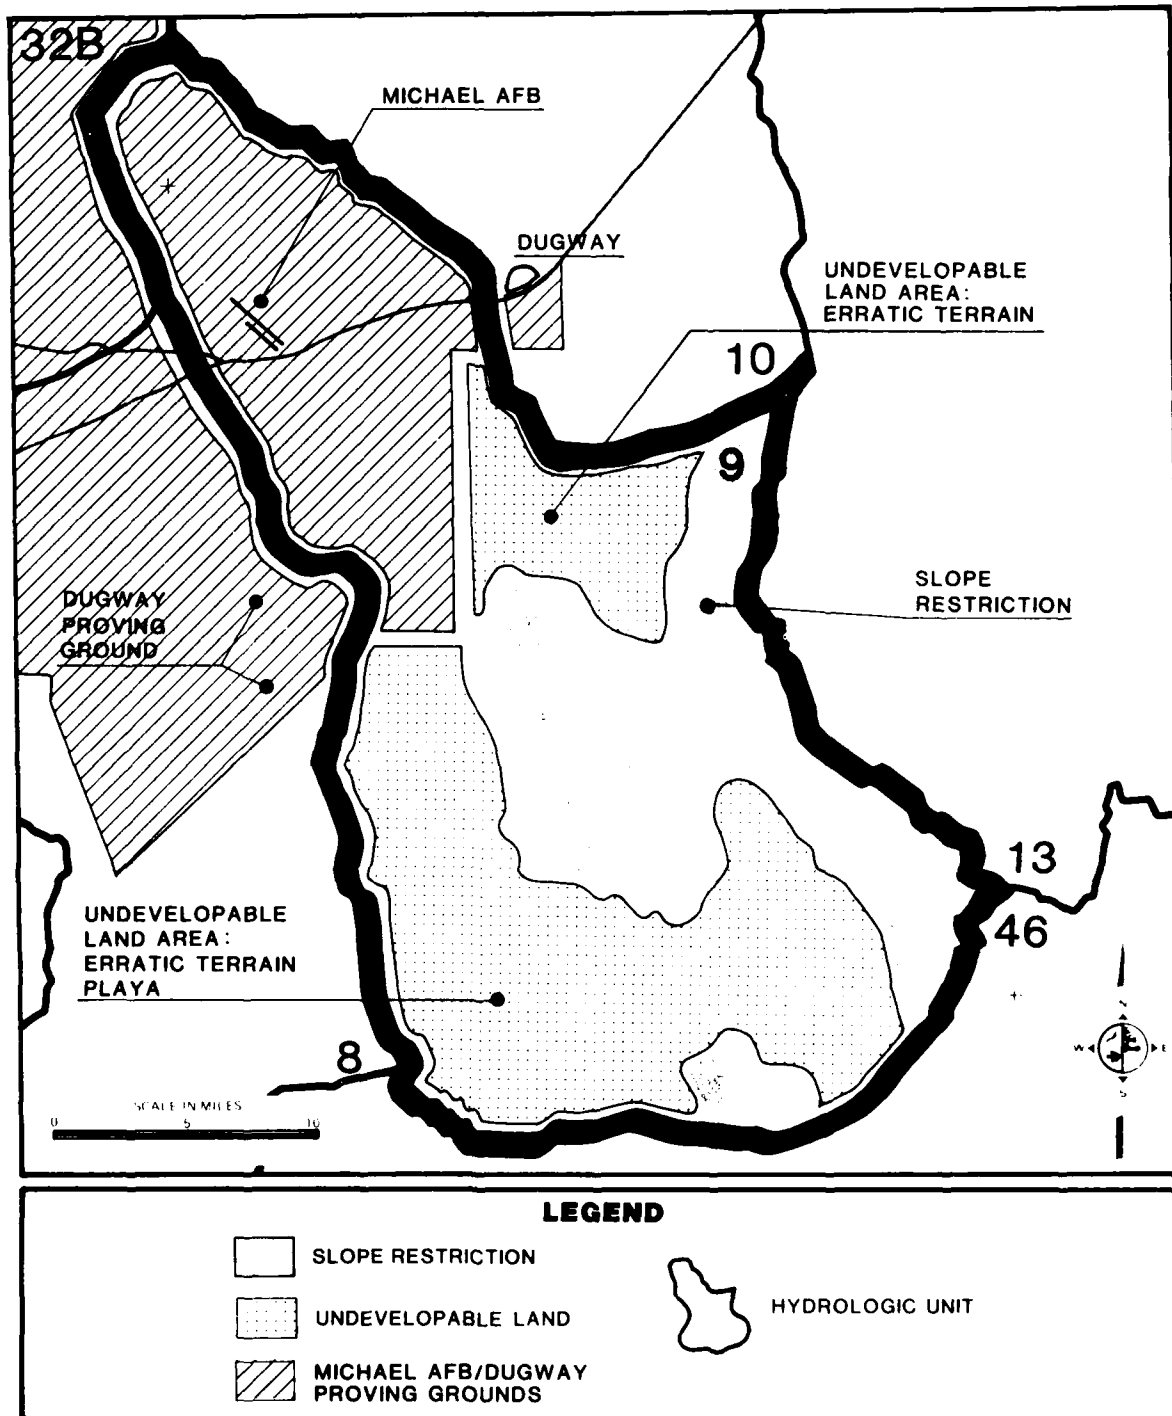 32B
MICHAEL AFB
DUGWAY
UNDEVELOPABLE
LAND AREA:
ERRATIC TERRAIN
10
9
SLOPE
RESTRICTION
DUGWAY
PROVING
GROUND
13
46
UNDEVELOPABLE
LAND AREA:
ERRATIC TERRAIN
PLAYA
8
SCALE IN MILES
0 5 10
N
W E
S
LEGEND
SLOPE RESTRICTION
UNDEVELOPABLE LAND
MICHAEL AFB/DUGWAY
PROVING GROUNDS
HYDROLOGIC UNIT